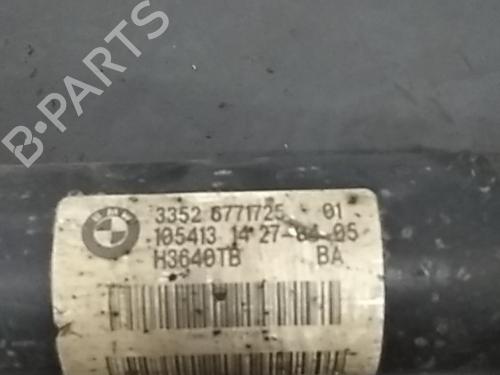 B-PARTS
BMW
3352 6771725 01
105413 14 27-04-05
H3640TB BA